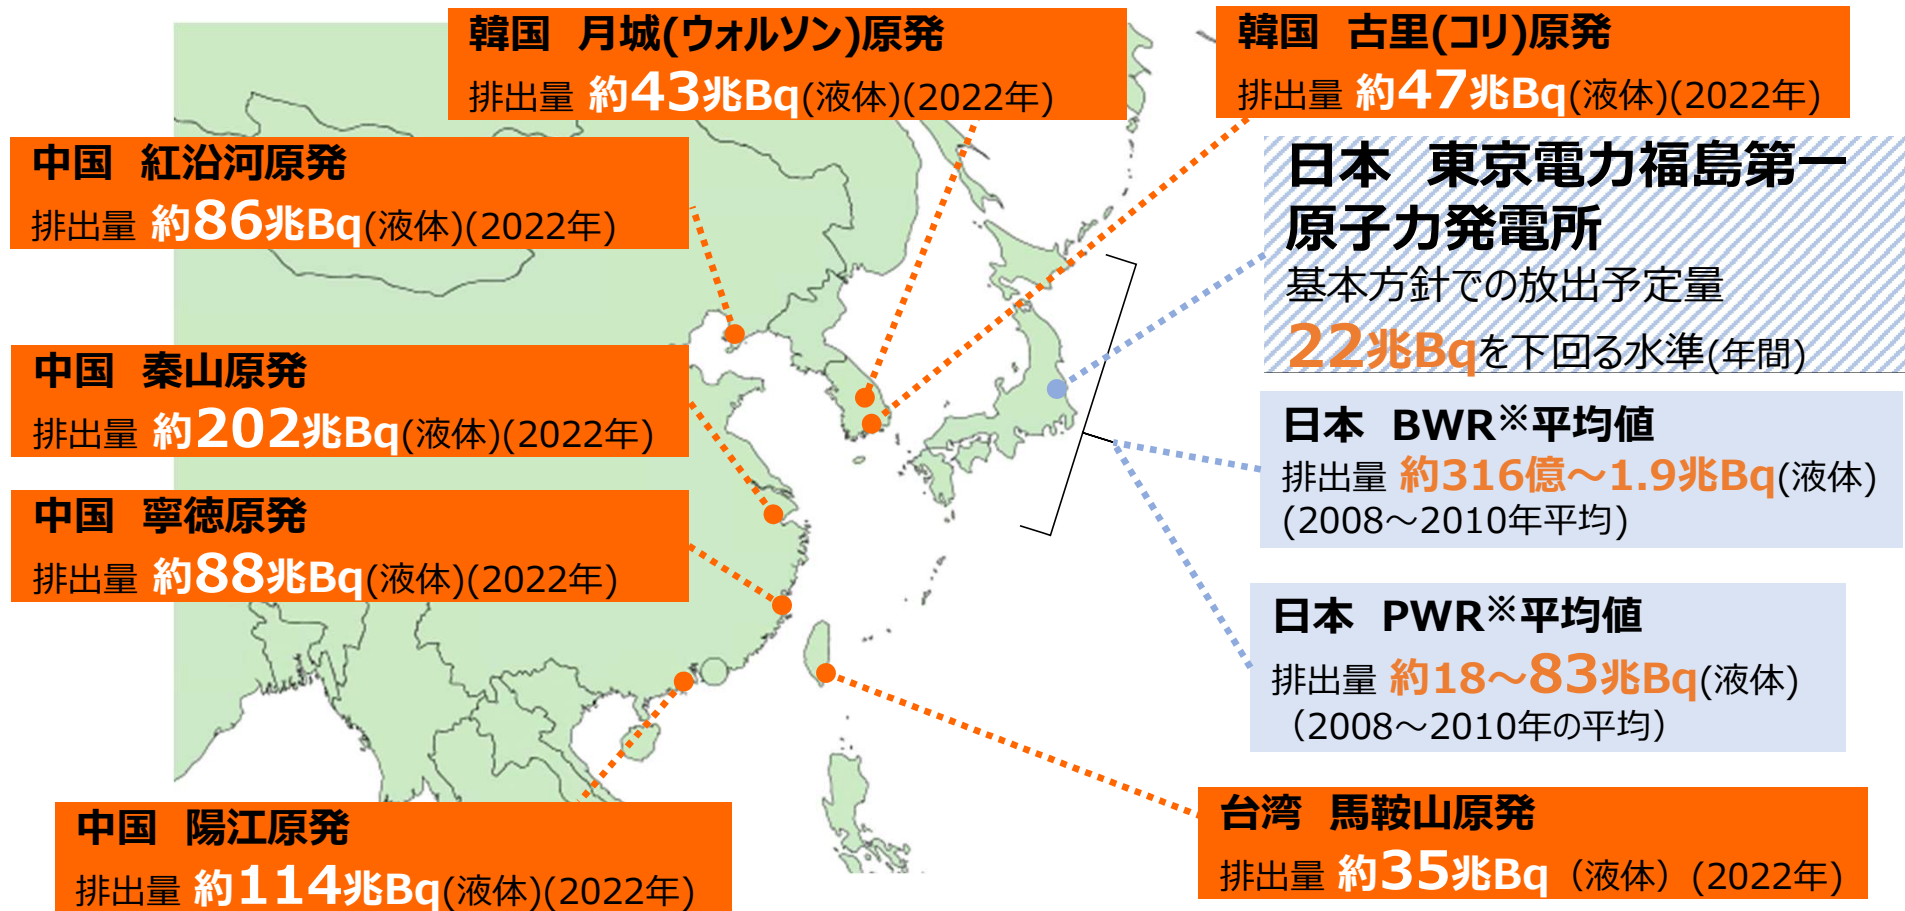 韓国 月城(ウォルソン)原発
排出量 約43兆Bq(液体)(2022年)
韓国 古里(コリ)原発
排出量 約47兆Bq(液体)(2022年)
中国 紅沿河原発
排出量 約86兆Bq(液体)(2022年)
日本 東京電力福島第一
原子力発電所
基本方針での放出予定量
22兆Bqを下回る水準(年間)
中国 秦山原発
排出量 約202兆Bq(液体)(2022年)
日本 BWR※平均値
排出量 約316億～1.9兆Bq(液体)
(2008～2010年平均)
中国 寧徳原発
排出量 約88兆Bq(液体)(2022年)
日本 PWR※平均値
排出量 約18～83兆Bq(液体)
（2008～2010年の平均）
中国 陽江原発
排出量 約114兆Bq(液体)(2022年)
台湾 馬鞍山原発
排出量 約35兆Bq（液体）(2022年)